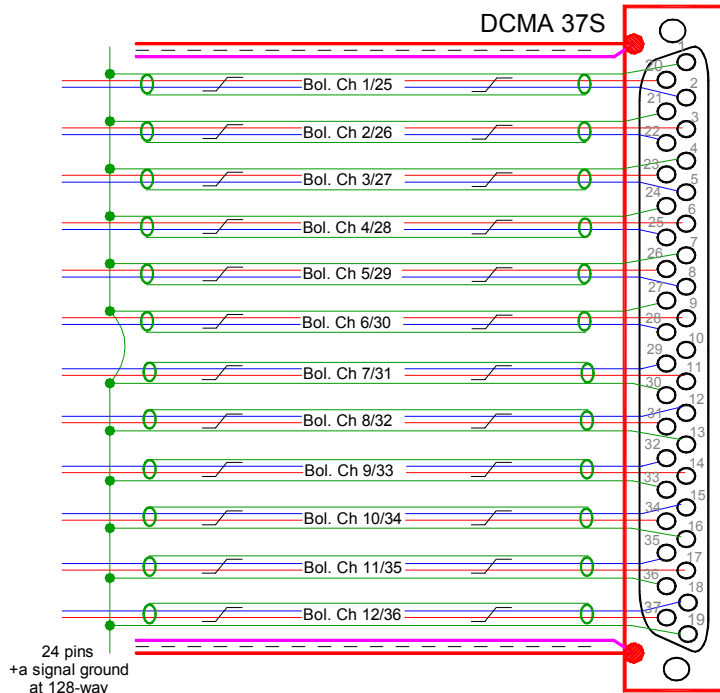 DCMA 37S
1
20
2
Bol. Ch 1/25
21
3
Bol. Ch 2/26
22
4
23
Bol. Ch 3/27
5
24
6
Bol. Ch 4/28
25
7
26
Bol. Ch 5/29
8
27
9
Bol. Ch 6/30
28
10
29
11
Bol. Ch 7/31
30
12
31
Bol. Ch 8/32
13
32
14
Bol. Ch 9/33
33
15
34
Bol. Ch 10/34
16
35
17
Bol. Ch 11/35
36
18
37
Bol. Ch 12/36
19
24 pins
+a signal ground
at 128-way